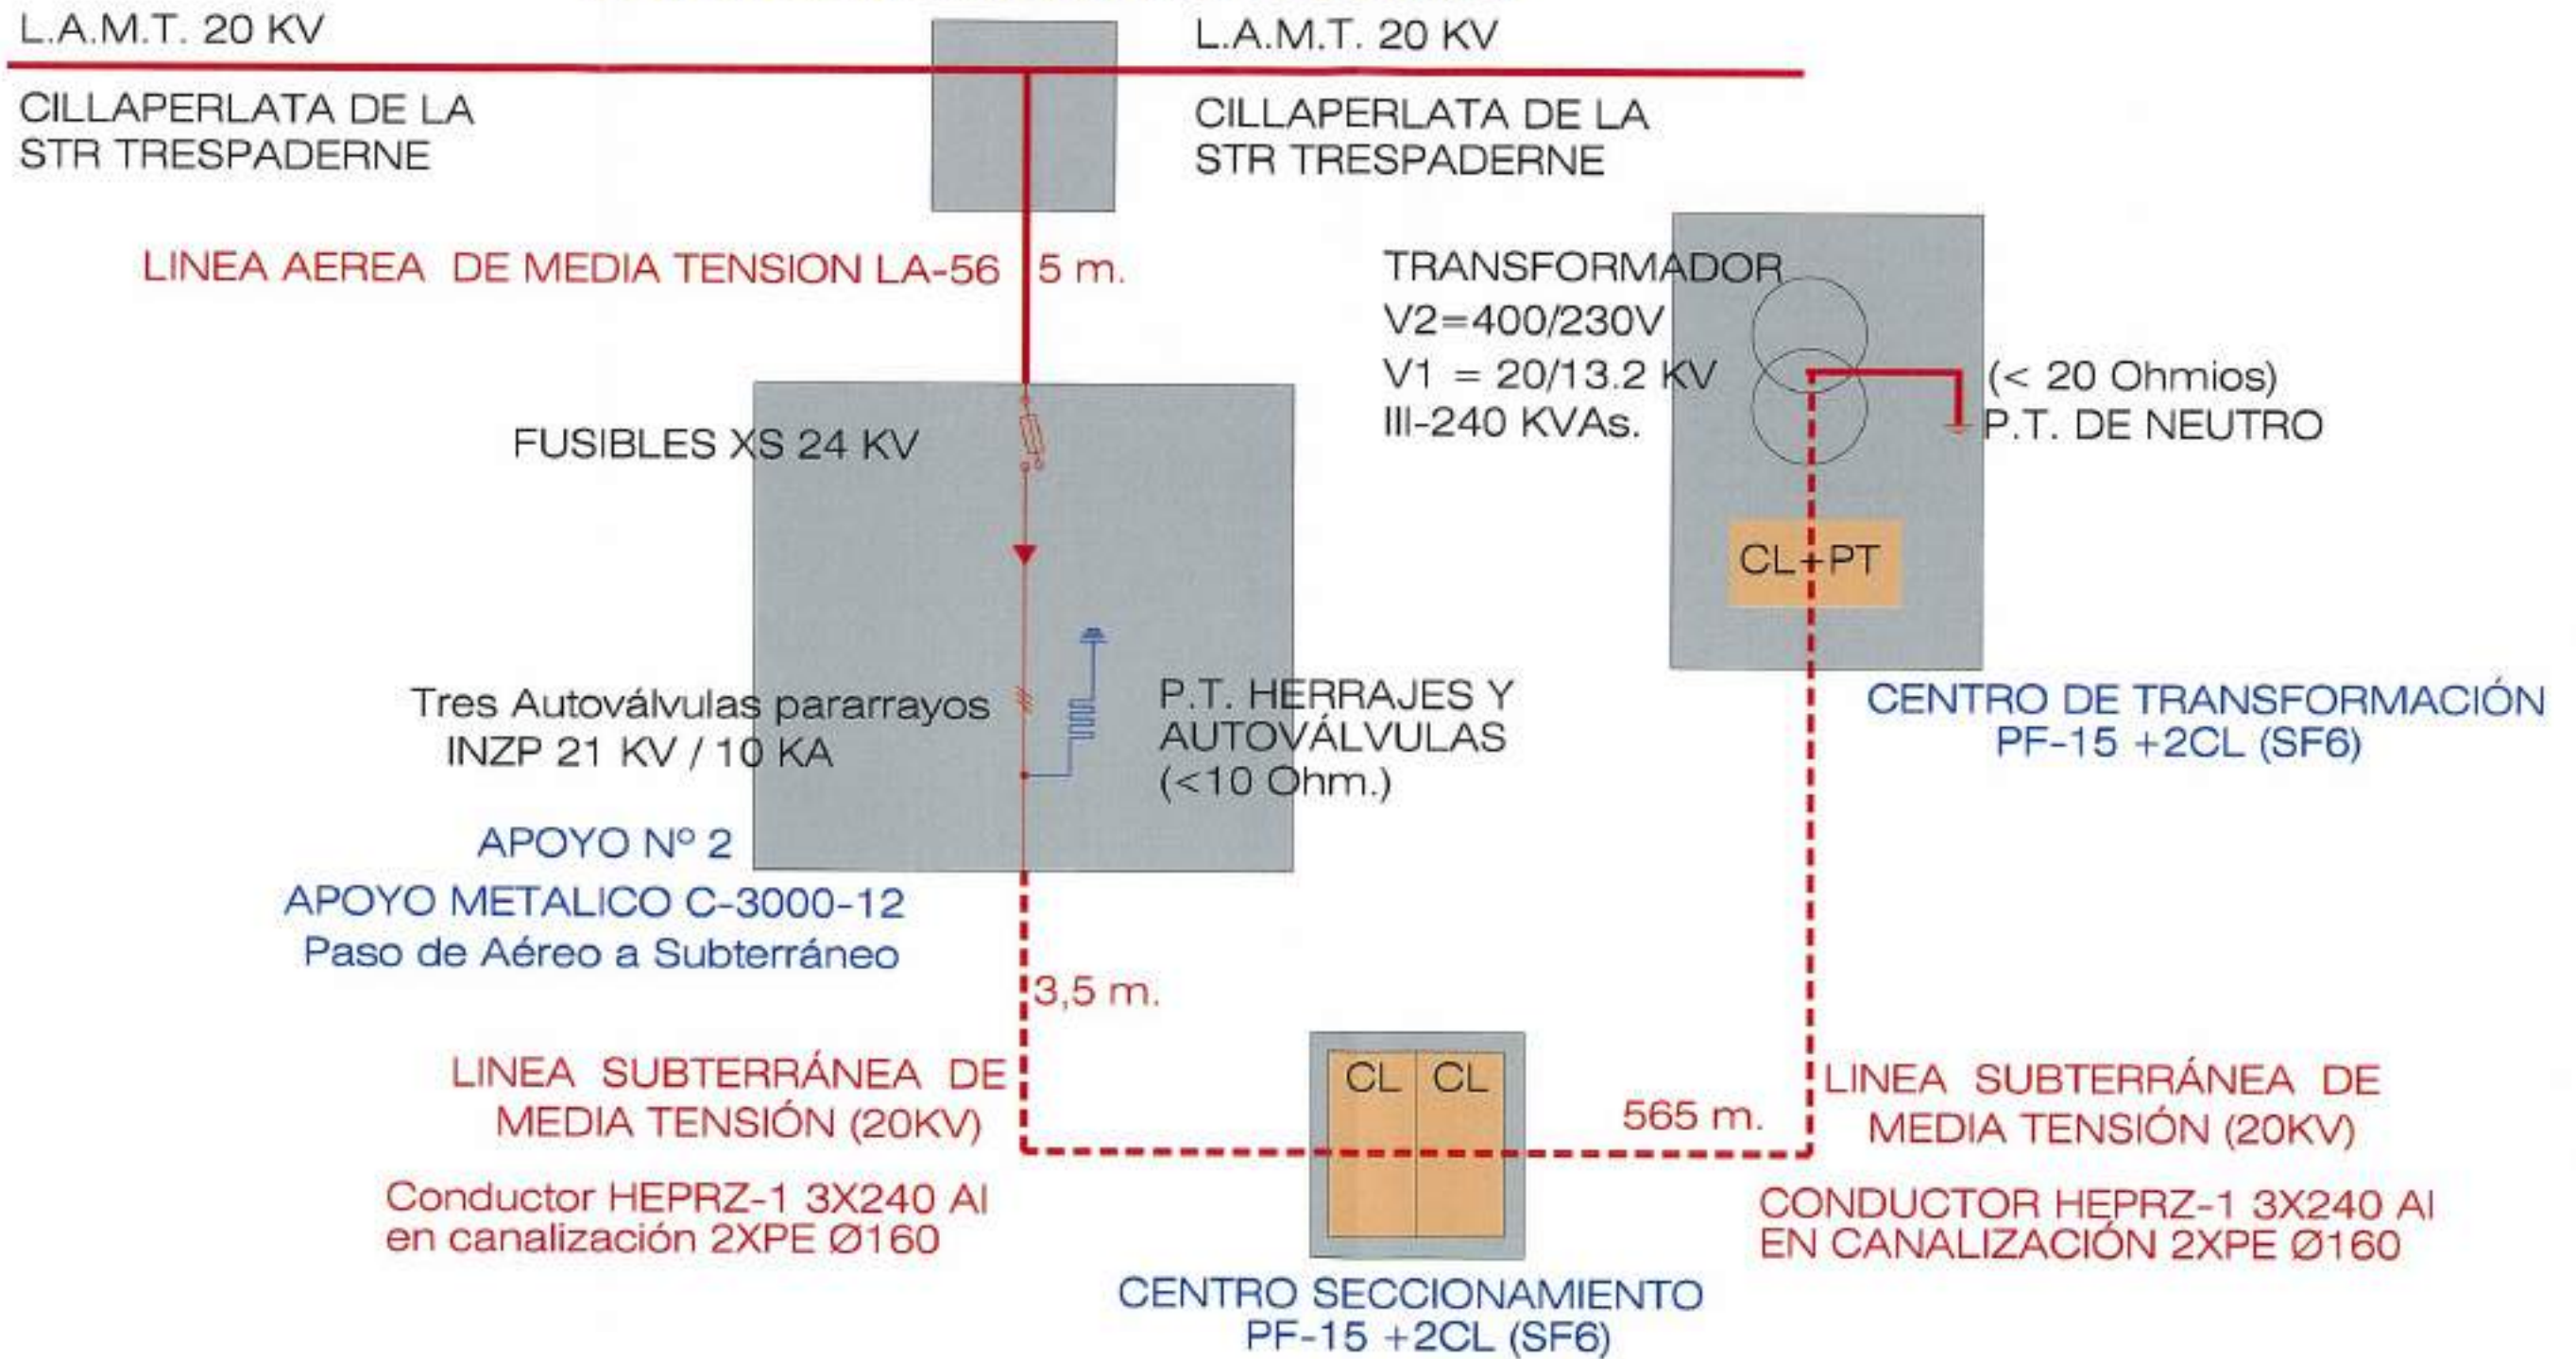 L.A.M.T. 20 KV
CILLAPERLATA DE LA
STR TRESPADERNE
L.A.M.T. 20 KV
CILLAPERLATA DE LA
STR TRESPADERNE
LINEA AEREA DE MEDIA TENSION LA-56
5 m.
TRANSFORMADOR
V2=400/230V
V1 = 20/13.2 KV
III-240 KVAs.
(< 20 Ohmios)
P.T. DE NEUTRO
FUSIBLES XS 24 KV
CL+PT
Tres Autoválvulas pararrayos
INZP 21 KV / 10 KA
P.T. HERRAJES Y
AUTOVÁLVULAS
(<10 Ohm.)
CENTRO DE TRANSFORMACIÓN
PF-15 +2CL (SF6)
APOYO Nº 2
APOYO METALICO C-3000-12
Paso de Aéreo a Subterráneo
3,5 m.
LINEA SUBTERRÁNEA DE
MEDIA TENSIÓN (20KV)
Conductor HEPRZ-1 3X240 Al
en canalización 2XPE Ø160
CL CL
565 m.
LINEA SUBTERRÁNEA DE
MEDIA TENSIÓN (20KV)
CONDUCTOR HEPRZ-1 3X240 Al
EN CANALIZACIÓN 2XPE Ø160
CENTRO SECCIONAMIENTO
PF-15 +2CL (SF6)